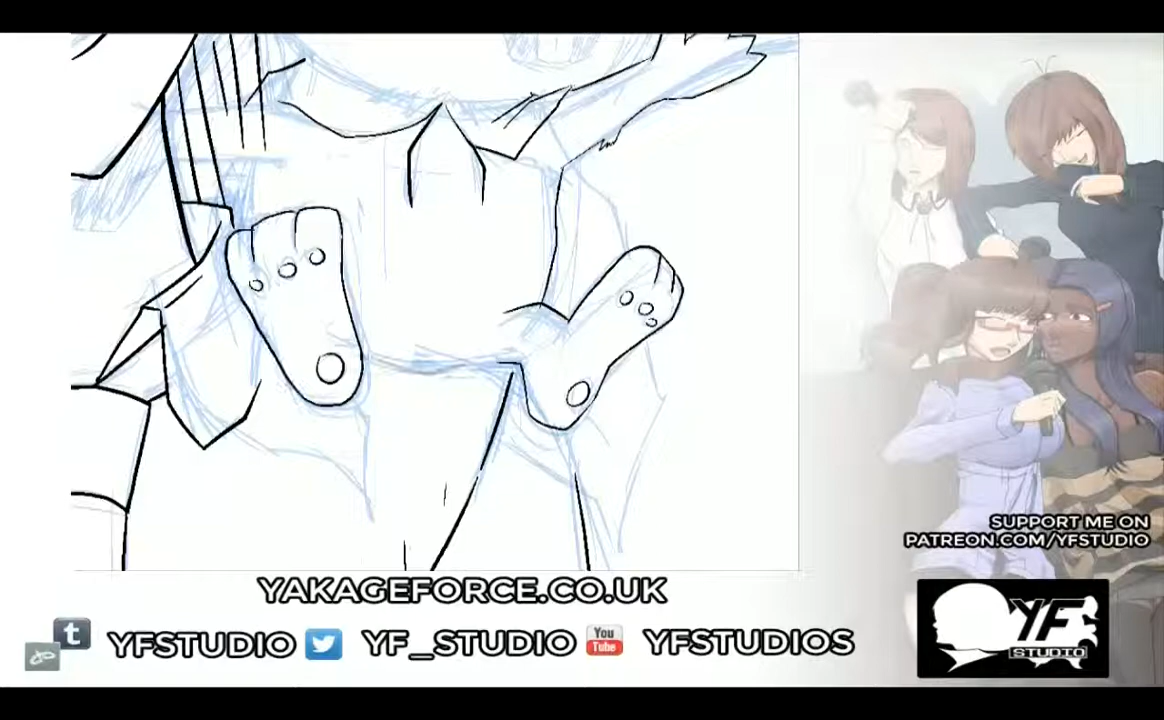 SUPPORT ME ON
PATREON.COM/YFSTUDIO
YAKAGEFORCE.CO.UK
t YFSTUDIO YF_STUDIO You Tube YFSTUDIOS
YF
STUDIO